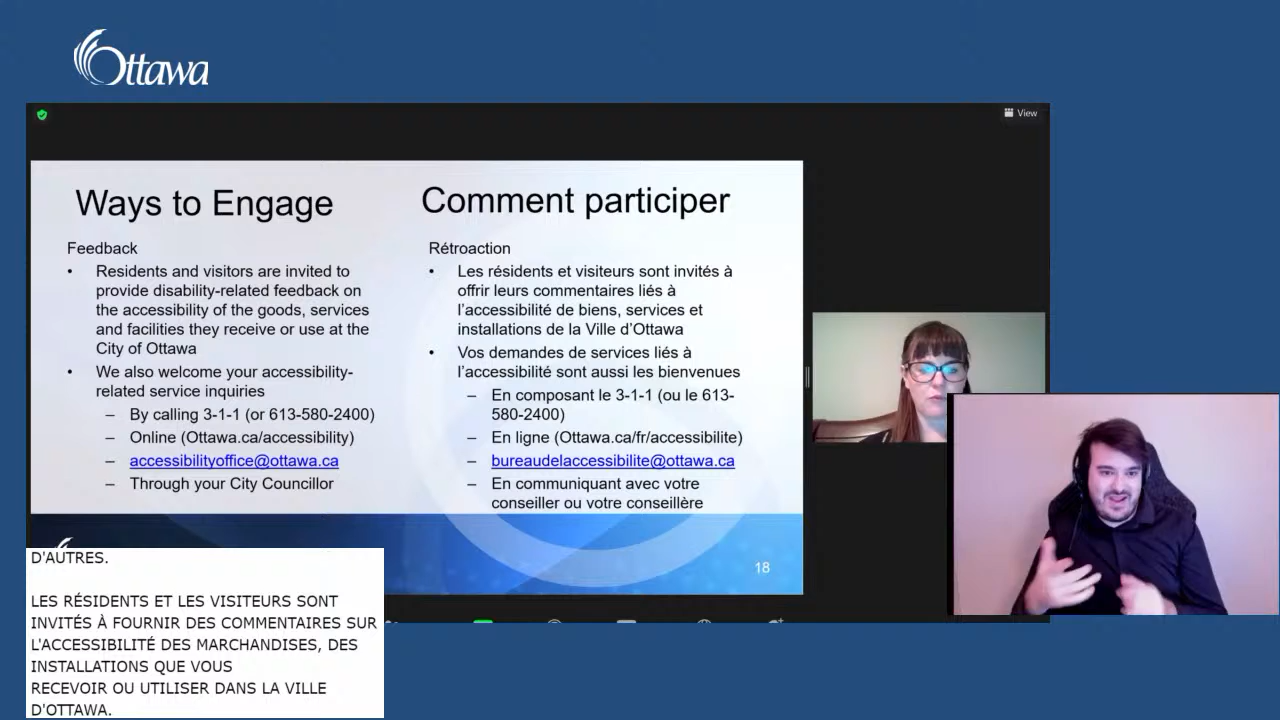 Ottawa
View
Ways to Engage
Feedback
• Residents and visitors are invited to
provide disability-related feedback on
the accessibility of the goods, services
and facilities they receive or use at the
City of Ottawa
• We also welcome your accessibility-
related service inquiries
– By calling 3-1-1 (or 613-580-2400)
– Online (Ottawa.ca/accessibility)
– accessibilityoffice@ottawa.ca
– Through your City Councillor
Comment participer
Rétroaction
• Les résidents et visiteurs sont invités à
offrir leurs commentaires liés à
l’accessibilité de biens, services et
installations de la Ville d’Ottawa
• Vos demandes de services liés à
l’accessibilité sont aussi les bienvenues
– En composant le 3-1-1 (ou le 613-
580-2400)
– En ligne (Ottawa.ca/fr/accessibilite)
– bureaudelaccessibilite@ottawa.ca
– En communiquant avec votre
conseiller ou votre conseillère
18
D'AUTRES.
LES RÉSIDENTS ET LES VISITEURS SONT
INVITÉS À FOURNIR DES COMMENTAIRES SUR
L'ACCESSIBILITÉ DES MARCHANDISES, DES
INSTALLATIONS QUE VOUS
RECEVOIR OU UTILISER DANS LA VILLE
D'OTTAWA.